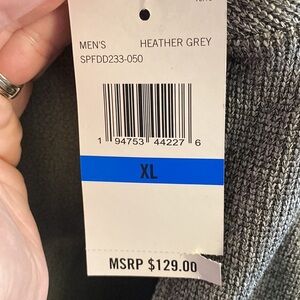 MEN'S HEATHER GREY
SPFDD233-050
1 94753 44227 6
XL
MSRP $129.00